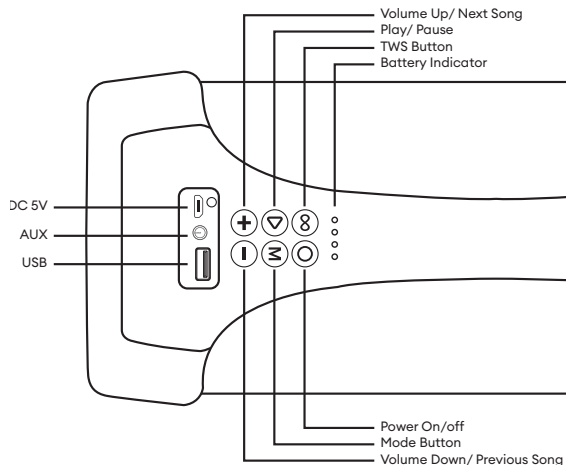 Volume Up/ Next Song
Play/ Pause
TWS Button
Battery Indicator
DC 5V
AUX
USB
M
Power On/off
Mode Button
Volume Down/ Previous Song